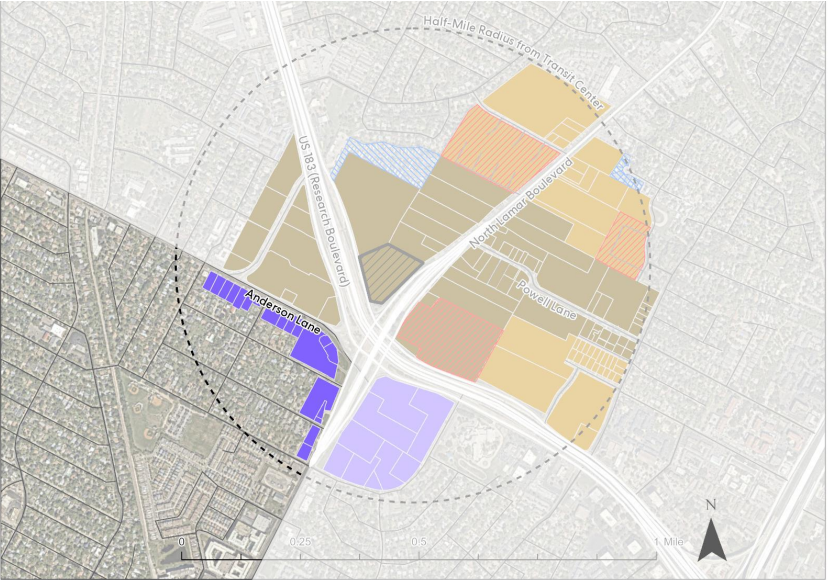 Half-Mile Radius from Transit Center
US 183 (Research Boulevard)
North Lamar Boulevard
Powell Lane
Anderson Lane
N
0 0.25 0.5 1 Mile